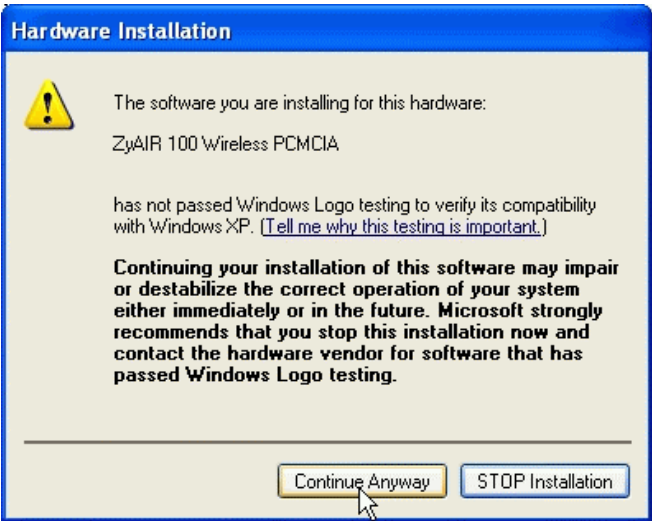 Hardware Installation
The software you are installing for this hardware:
ZyAIR 100 Wireless PCMCIA
has not passed Windows Logo testing to verify its compatibility
with Windows XP. (Tell me why this testing is important.)
Continuing your installation of this software may impair
or destabilize the correct operation of your system
either immediately or in the future. Microsoft strongly
recommends that you stop this installation now and
contact the hardware vendor for software that has
passed Windows Logo testing.
Continue Anyway
STOP Installation